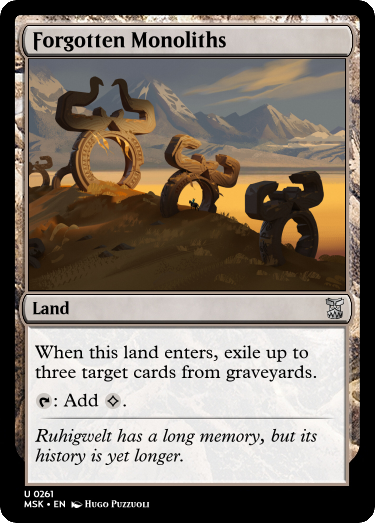 Forgotten Monoliths
Land
When this land enters, exile up to
three target cards from graveyards.
: Add .
Ruhigwelt has a long memory, but its
history is yet longer.
U 0261
MSK • EN Hugo Puzzuoli